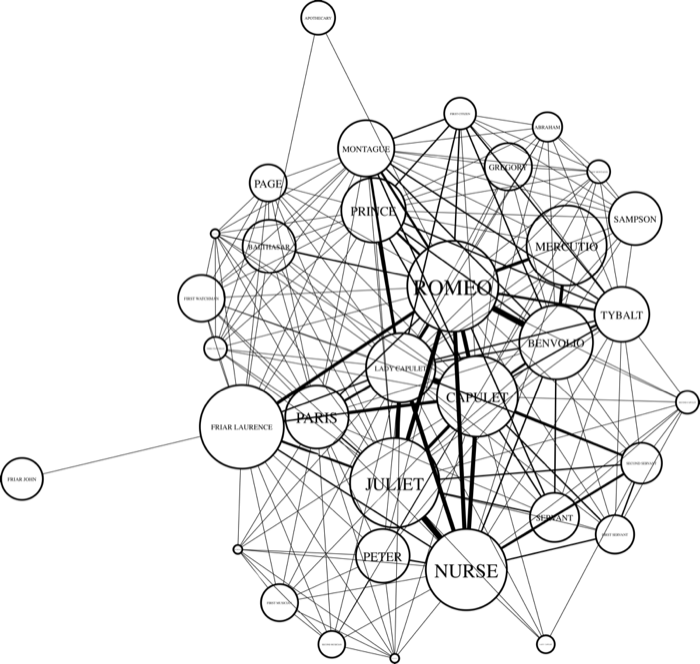 APOTHECARY
ABRAHAM
MONTAGUE
GREGORY
PAGE
PRINCE
SAMPSON
BALTHASAR
MERCUTIO
ROMEO
FIRST WATCHMAN
TYBALT
BENVOLIO
LADY CAPULET
CAPULET
PARIS
FRIAR LAURENCE
SECOND SERVANT
FRIAR JOHN
JULIET
SERVANT
FIRST SERVANT
PETER
NURSE
FIRST MUSICIAN